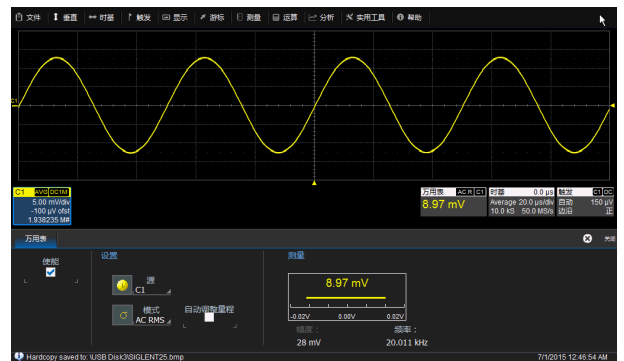 文件 垂直 时基 触发 显示 游标 测量 运算 分析 实用工具 帮助
C1
C1 AVG DC1M
5.00 mV/div
-100 µV ofst
1.938235 M#
万用表 AC R C1
8.97 mV
时基 0.0 µs
Average 20.0 µs/div
10.0 kS 50.0 MS/s
触发 C1 DC
自动 150 µV
边沿 正
万用表
关闭
使能
设置
源
C1
模式
AC RMS
自动调整量程
测量
8.97 mV
-0.02V 0.00V 0.02V
幅度: 频率:
28 mV 20.011 kHz
Hardcopy saved to: \USB Disk3\SIGLENT25.bmp
7/1/2015 12:46:54 AM